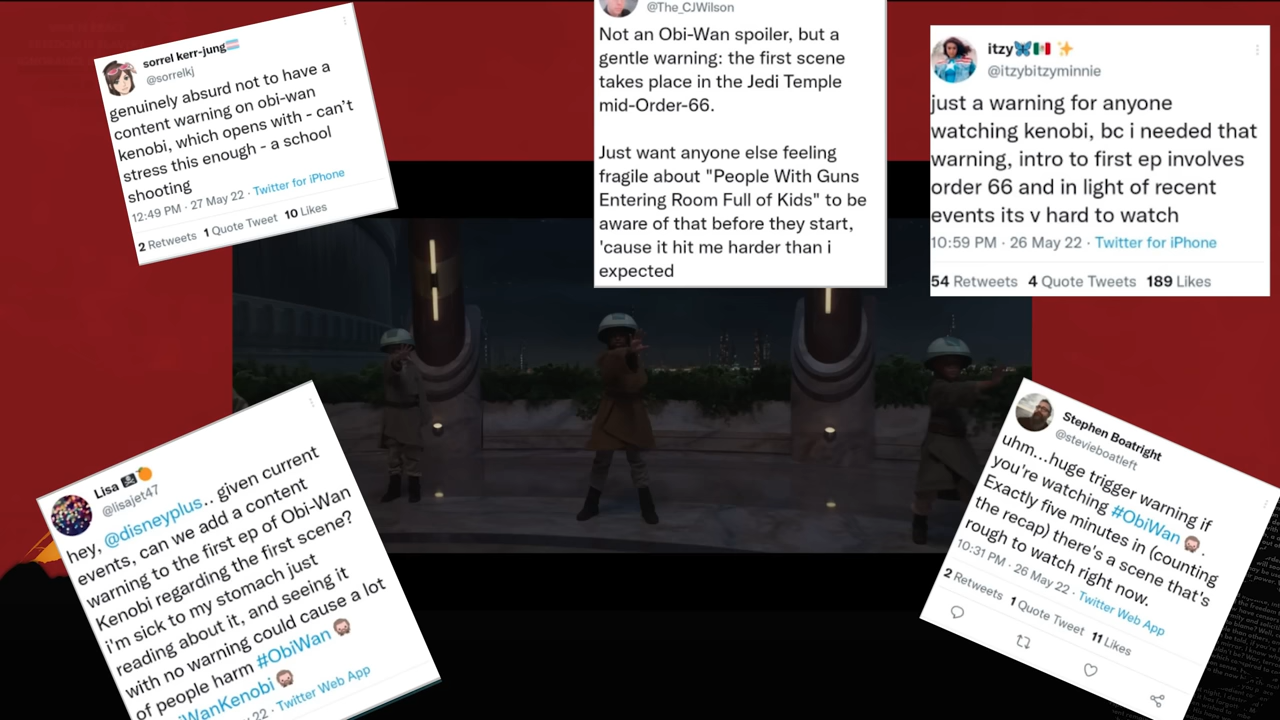 sorrel kerr-jung
@sorrelkj
genuinely absurd not to have a
content warning on obi-wan
kenobi, which opens with - can't
stress this enough - a school
shooting
12:49 PM · 27 May 22 · Twitter for iPhone
2 Retweets 1 Quote Tweet 10 Likes
@The_CJWilson
Not an Obi-Wan spoiler, but a
gentle warning: the first scene
takes place in the Jedi Temple
mid-Order-66.
Just want anyone else feeling
fragile about "People With Guns
Entering Room Full of Kids" to be
aware of that before they start,
'cause it hit me harder than i
expected
itzy
@itzybitzyminnie
just a warning for anyone
watching kenobi, bc i needed that
warning, intro to first ep involves
order 66 and in light of recent
events its v hard to watch
10:59 PM · 26 May 22 · Twitter for iPhone
54 Retweets 4 Quote Tweets 189 Likes
Lisa
@lisajet47
hey, @disneyplus.. given current
events, can we add a content
warning to the first ep of Obi-Wan
Kenobi regarding the first scene?
i'm sick to my stomach just
reading about it, and seeing it
with no warning could cause a lot
of people harm #ObiWan
WanKenobi
22 · Twitter Web App
Stephen Boatright
@stevieboatleft
uhm...huge trigger warning if
you're watching #ObiWan.
Exactly five minutes in (counting
the recap) there's a scene that's
rough to watch right now.
10:31 PM · 26 May 22 · Twitter Web App
2 Retweets 1 Quote Tweet 11 Likes